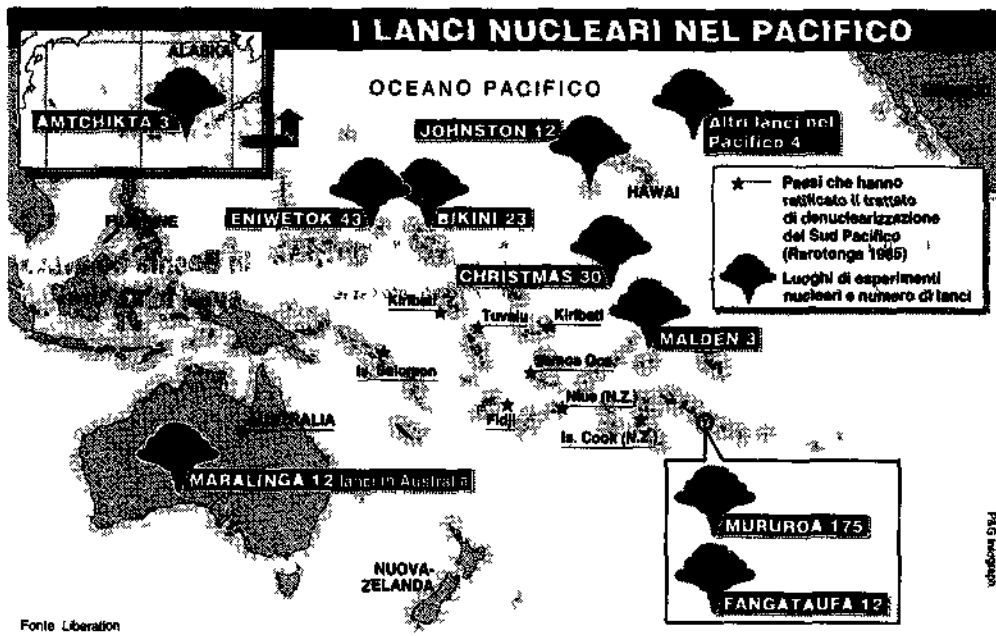 I LANCI NUCLEARI NEL PACIFICO
ALASKA
AMTCHIKTA 3
OCEANO PACIFICO
JOHNSTON 12
Altri lanci nel
Pacifico 4
HAWAI
ENIWETOK 43
BIKINI 23
CHRISTMAS 30
Paesi che hanno
ratificato il trattato
di denuclearizzazione
del Sud Pacifico
(Rarotonga 1985)
Luoghi di esperimenti
nucleari e numero di lanci
Kiribati
Tuvalu
Kiribati
MALDEN 3
Is. Salomon
Samoa Occ.
Niue (N.Z.)
Fidji
Is. Cook (N.Z.)
AUSTRALIA
MARALINGA 12 lanci in Australia
MURUROA 175
FANGATAUFA 12
NUOVA-
ZELANDA
P&G Infograph
Fonte Liberation